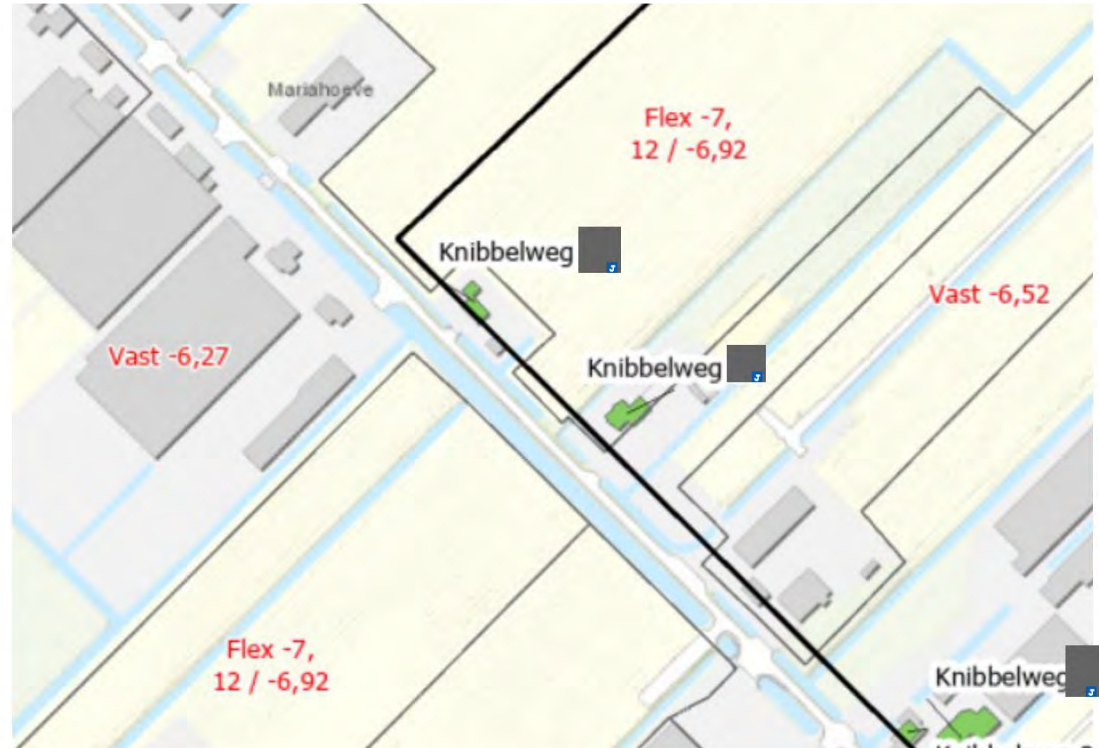 Mariahoeve
Flex -7,
12 / -6,92
Knibbelweg
Vast -6,52
Vast -6,27
Knibbelweg
Flex -7,
12 / -6,92
Knibbelweg